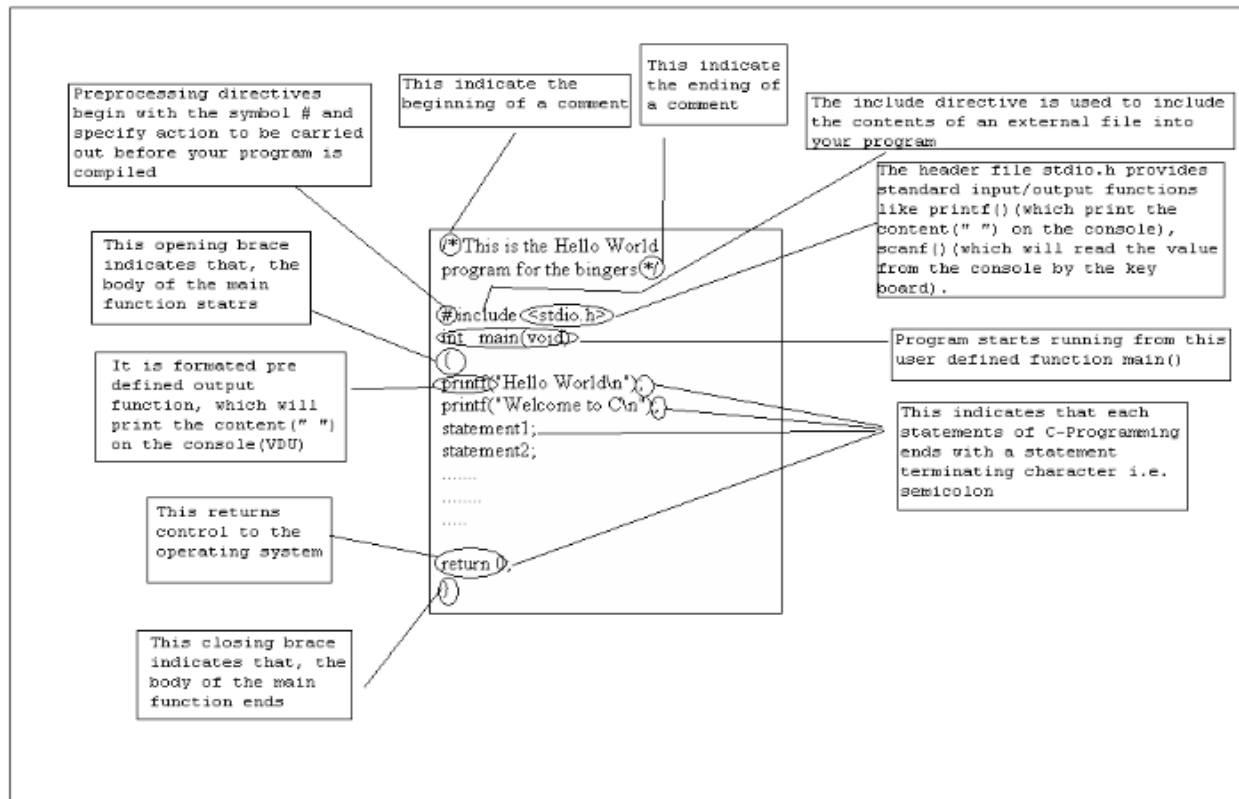 This indicate the
beginning of a comment
This indicate
the ending of
a comment
Preprocessing directives
begin with the symbol # and
specify action to be carried
out before your program is
compiled
The include directive is used to include
the contents of an external file into
your program
The header file stdio.h provides
standard input/output functions
like printf()(which print the
content(" ") on the console),
scanf()(which will read the value
from the console by the key
board).
This opening brace
indicates that, the
body of the main
function statrs
/*This is the Hello World
program for the bingers */
#include <stdio.h>
int main(void)
{
printf("Hello World\n");
printf("Welcome to C\n");
statement1;
statement2;
.......
........
.....
return 0;
}
Program starts running from this
user defined function main()
It is formated pre
defined output
function, which will
print the content(" ")
on the console(VDU)
This indicates that each
statements of C-Programming
ends with a statement
terminating character i.e.
semicolon
This returns
control to the
operating system
This closing brace
indicates that, the
body of the main
function ends